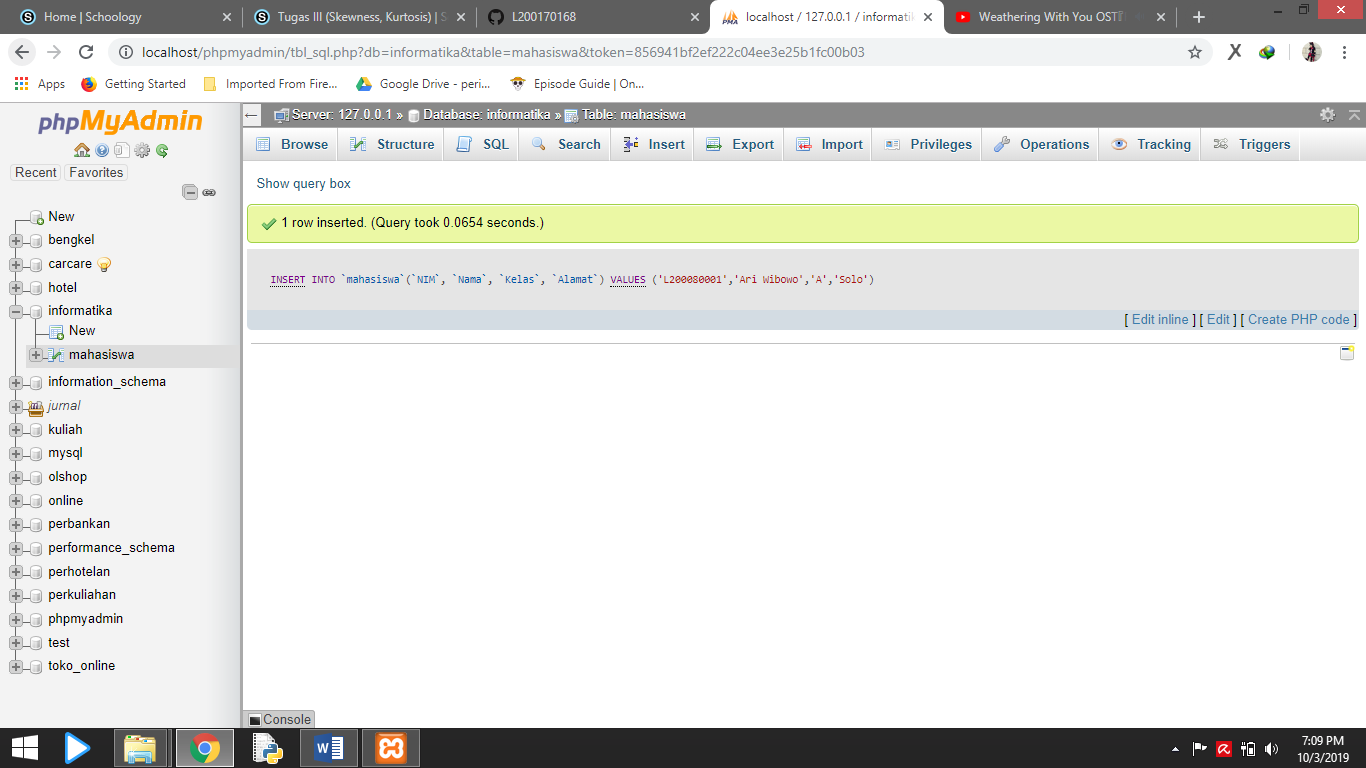 Home | Schoology
Tugas III (Skewness, Kurtosis) | S
L200170168
localhost / 127.0.0.1 / informati
Weathering With You OST
localhost/phpmyadmin/tbl_sql.php?db=informatika&table=mahasiswa&token=856941bf2ef222c04ee3e25b1fc00b03
Apps
Getting Started
Imported From Fire...
Google Drive - peri...
Episode Guide | On...
phpMyAdmin
Recent
Favorites
New
bengkel
carcare
hotel
informatika
New
mahasiswa
information_schema
jurnal
kuliah
mysql
olshop
online
perbankan
performance_schema
perhotelan
perkuliahan
phpmyadmin
test
toko_online
Server: 127.0.0.1 » Database: informatika » Table: mahasiswa
Browse
Structure
SQL
Search
Insert
Export
Import
Privileges
Operations
Tracking
Triggers
Show query box
1 row inserted. (Query took 0.0654 seconds.)
INSERT INTO `mahasiswa`(`NIM`, `Nama`, `Kelas`, `Alamat`) VALUES ('L200080001','Ari Wibowo','A','Solo')
[ Edit inline ] [ Edit ] [ Create PHP code ]
Console
7:09 PM
10/3/2019